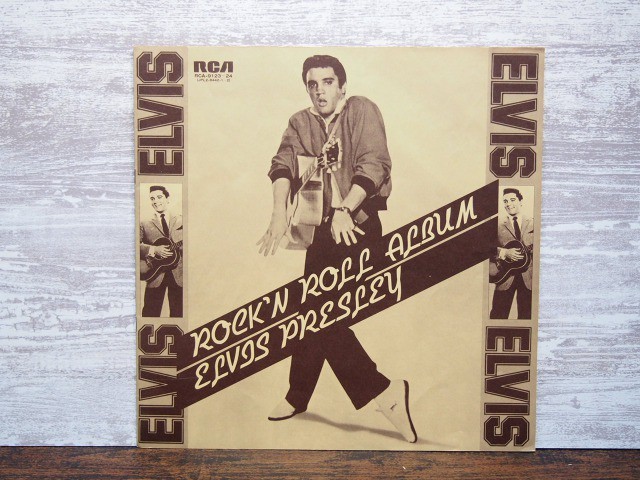 RCA
RCA-9123~24
ELVIS
ELVIS
ROCK'N ROLL ALBUM
ELVIS PRESLEY
ELVIS
ELVIS